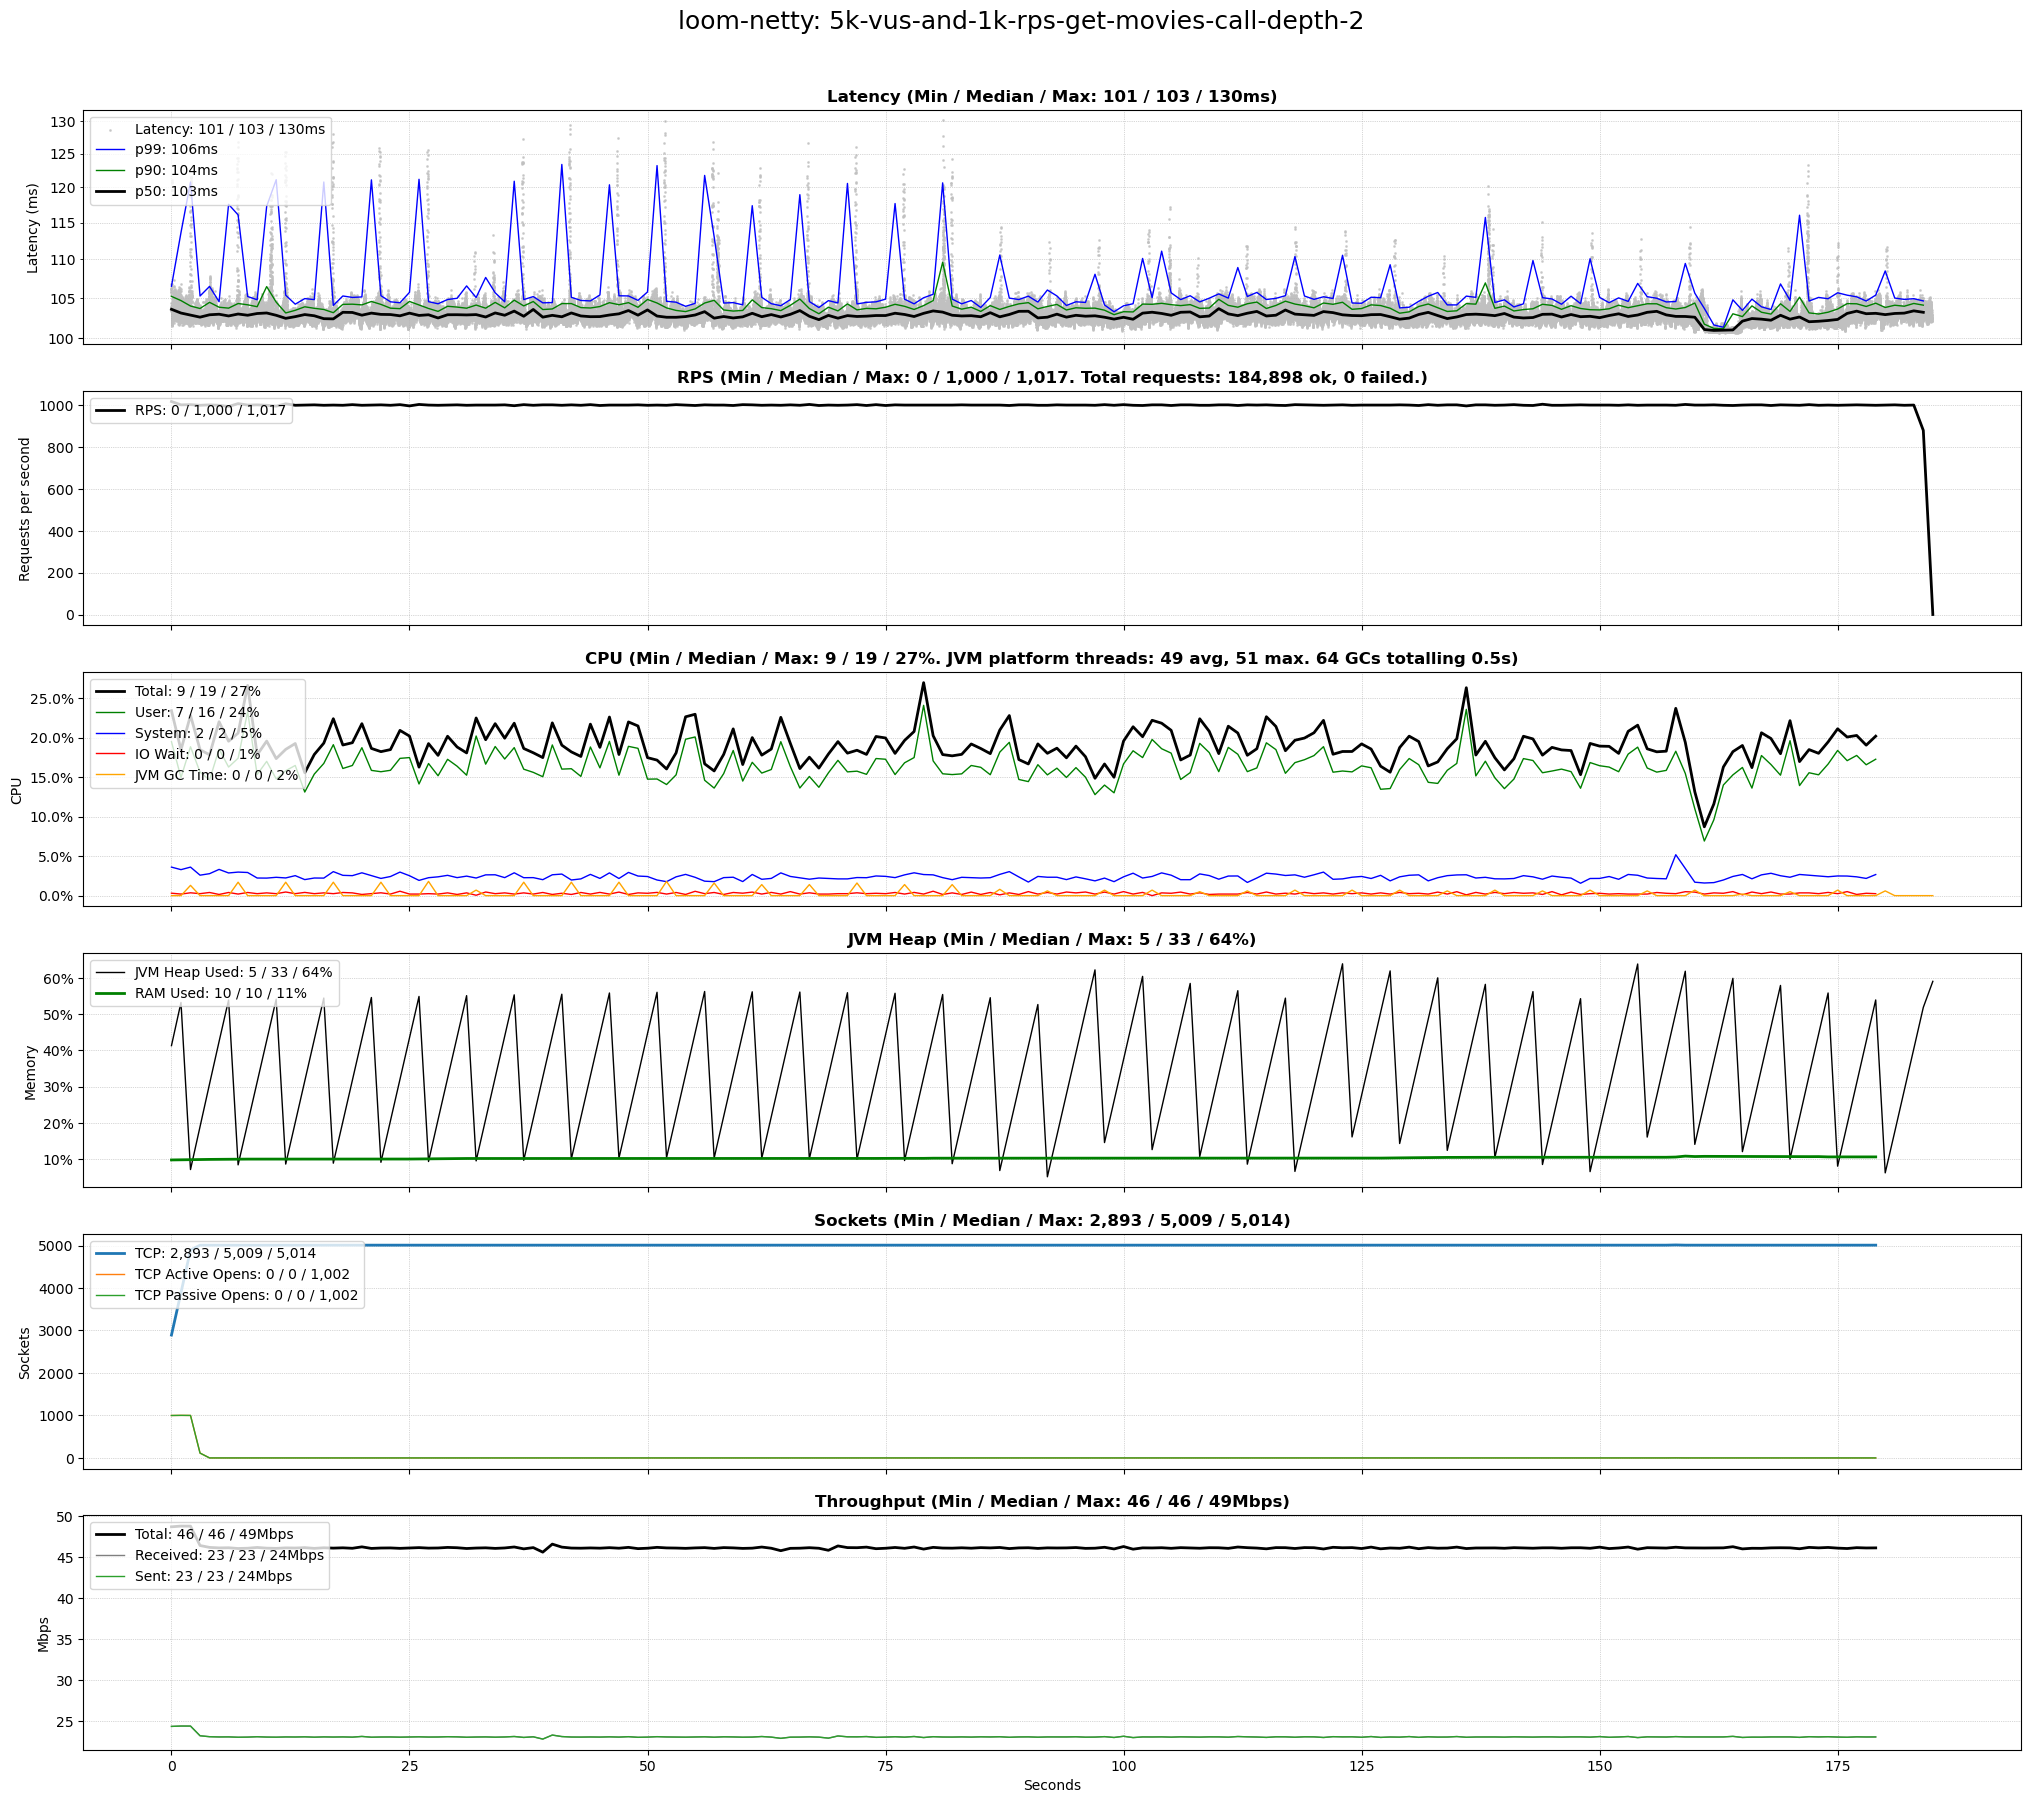 loom-netty: 5k-vus-and-1k-rps-get-movies-call-depth-2
Latency (Min / Median / Max: 101 / 103 / 130ms)
Latency: 101 / 103 / 130ms
p99: 106ms
p90: 104ms
p50: 103ms
Latency (ms)
130
125
120
115
110
105
100
RPS (Min / Median / Max: 0 / 1,000 / 1,017. Total requests: 184,898 ok, 0 failed.)
RPS: 0 / 1,000 / 1,017
Requests per second
1000
800
600
400
200
0
CPU (Min / Median / Max: 9 / 19 / 27%. JVM platform threads: 49 avg, 51 max. 64 GCs totalling 0.5s)
Total: 9 / 19 / 27%
User: 7 / 16 / 24%
System: 2 / 2 / 5%
IO Wait: 0 / 0 / 1%
JVM GC Time: 0 / 0 / 2%
CPU
25.0%
20.0%
15.0%
10.0%
5.0%
0.0%
JVM Heap (Min / Median / Max: 5 / 33 / 64%)
JVM Heap Used: 5 / 33 / 64%
RAM Used: 10 / 10 / 11%
Memory
60%
50%
40%
30%
20%
10%
Sockets (Min / Median / Max: 2,893 / 5,009 / 5,014)
TCP: 2,893 / 5,009 / 5,014
TCP Active Opens: 0 / 0 / 1,002
TCP Passive Opens: 0 / 0 / 1,002
Sockets
5000
4000
3000
2000
1000
0
Throughput (Min / Median / Max: 46 / 46 / 49Mbps)
Total: 46 / 46 / 49Mbps
Received: 23 / 23 / 24Mbps
Sent: 23 / 23 / 24Mbps
Mbps
50
45
40
35
30
25
0 25 50 75 100 125 150 175
Seconds